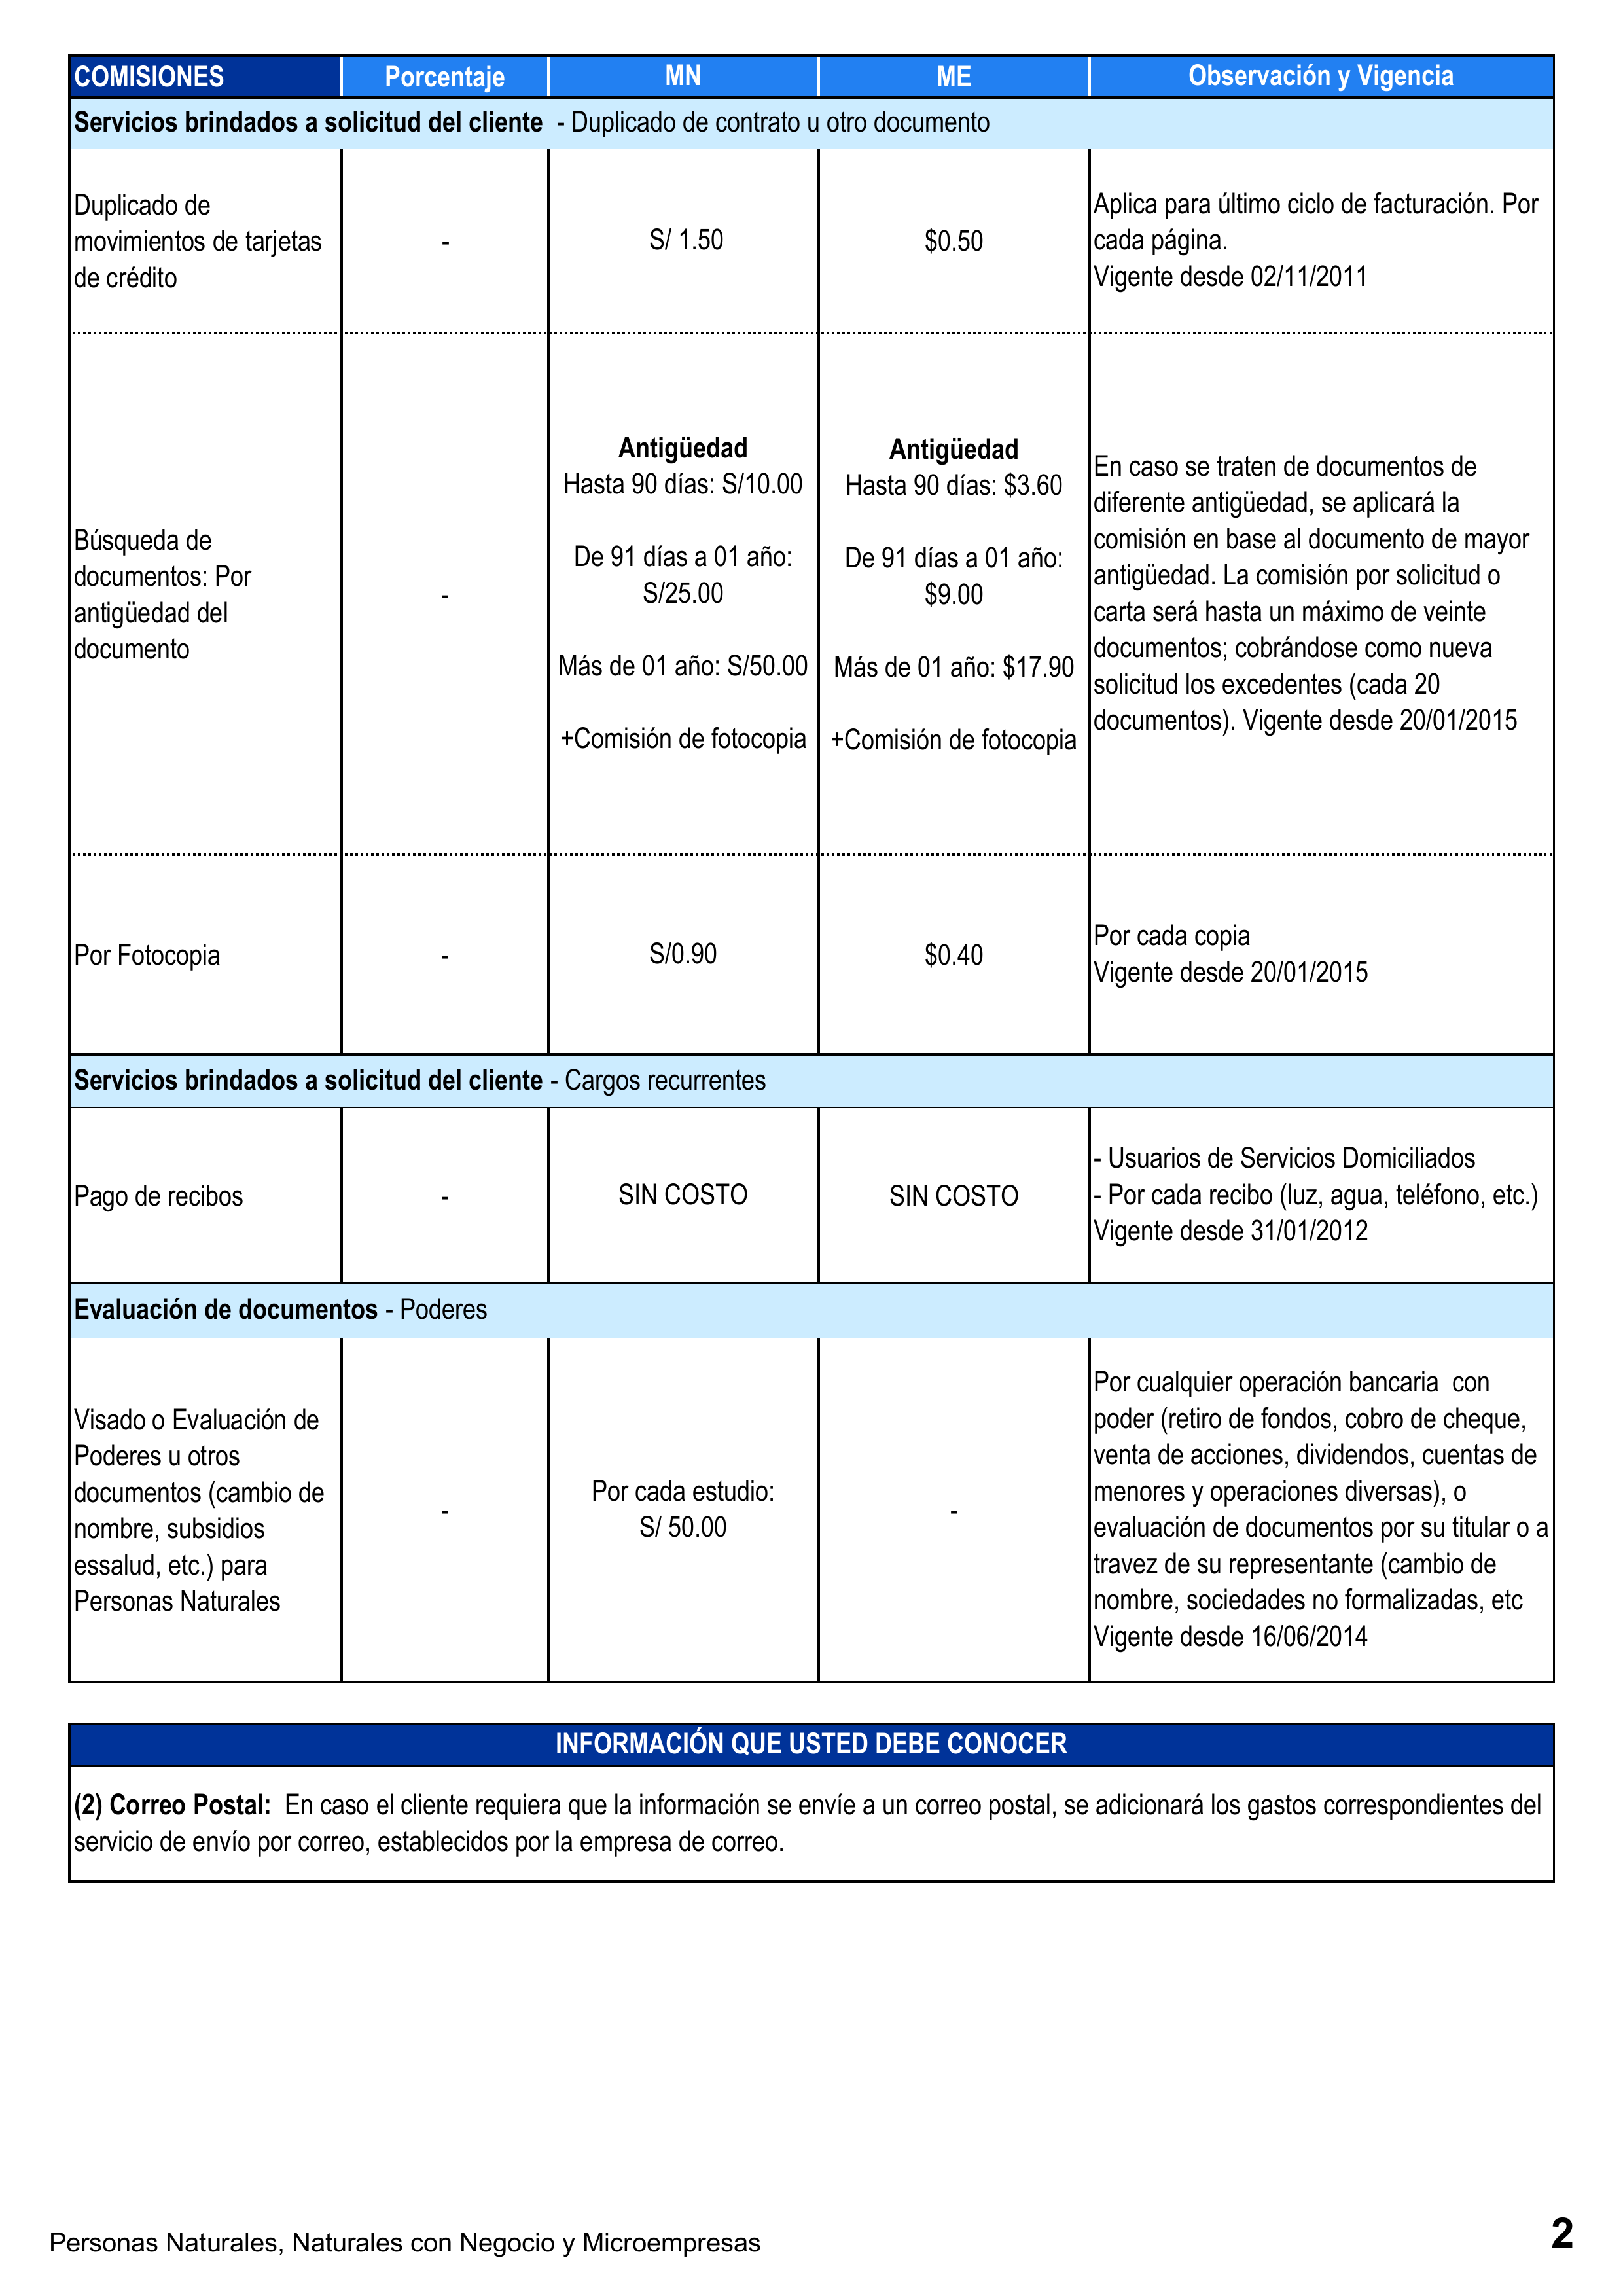 COMISIONES Porcentaje MN ME Observación y Vigencia
Servicios brindados a solicitud del cliente - Duplicado de contrato u otro documento
Duplicado de
movimientos de tarjetas
de crédito
-
S/ 1.50
$0.50
Aplica para último ciclo de facturación. Por
cada página.
Vigente desde 02/11/2011
Búsqueda de
documentos: Por
antigüedad del
documento
-
Antigüedad
Hasta 90 días: S/10.00
De 91 días a 01 año:
S/25.00
Más de 01 año: S/50.00
+Comisión de fotocopia
Antigüedad
Hasta 90 días: $3.60
De 91 días a 01 año:
$9.00
Más de 01 año: $17.90
+Comisión de fotocopia
En caso se traten de documentos de
diferente antigüedad, se aplicará la
comisión en base al documento de mayor
antigüedad. La comisión por solicitud o
carta será hasta un máximo de veinte
documentos; cobrándose como nueva
solicitud los excedentes (cada 20
documentos). Vigente desde 20/01/2015
Por Fotocopia
-
S/0.90
$0.40
Por cada copia
Vigente desde 20/01/2015
Servicios brindados a solicitud del cliente - Cargos recurrentes
Pago de recibos
-
SIN COSTO
SIN COSTO
- Usuarios de Servicios Domiciliados
- Por cada recibo (luz, agua, teléfono, etc.)
Vigente desde 31/01/2012
Evaluación de documentos - Poderes
Visado o Evaluación de
Poderes u otros
documentos (cambio de
nombre, subsidios
essalud, etc.) para
Personas Naturales
-
Por cada estudio:
S/ 50.00
-
Por cualquier operación bancaria  con
poder (retiro de fondos, cobro de cheque,
venta de acciones, dividendos, cuentas de
menores y operaciones diversas), o
evaluación de documentos por su titular o a
travez de su representante (cambio de
nombre, sociedades no formalizadas, etc
Vigente desde 16/06/2014
INFORMACIÓN QUE USTED DEBE CONOCER
(2) Correo Postal:  En caso el cliente requiera que la información se envíe a un correo postal, se adicionará los gastos correspondientes del
servicio de envío por correo, establecidos por la empresa de correo.
Personas Naturales, Naturales con Negocio y Microempresas
2